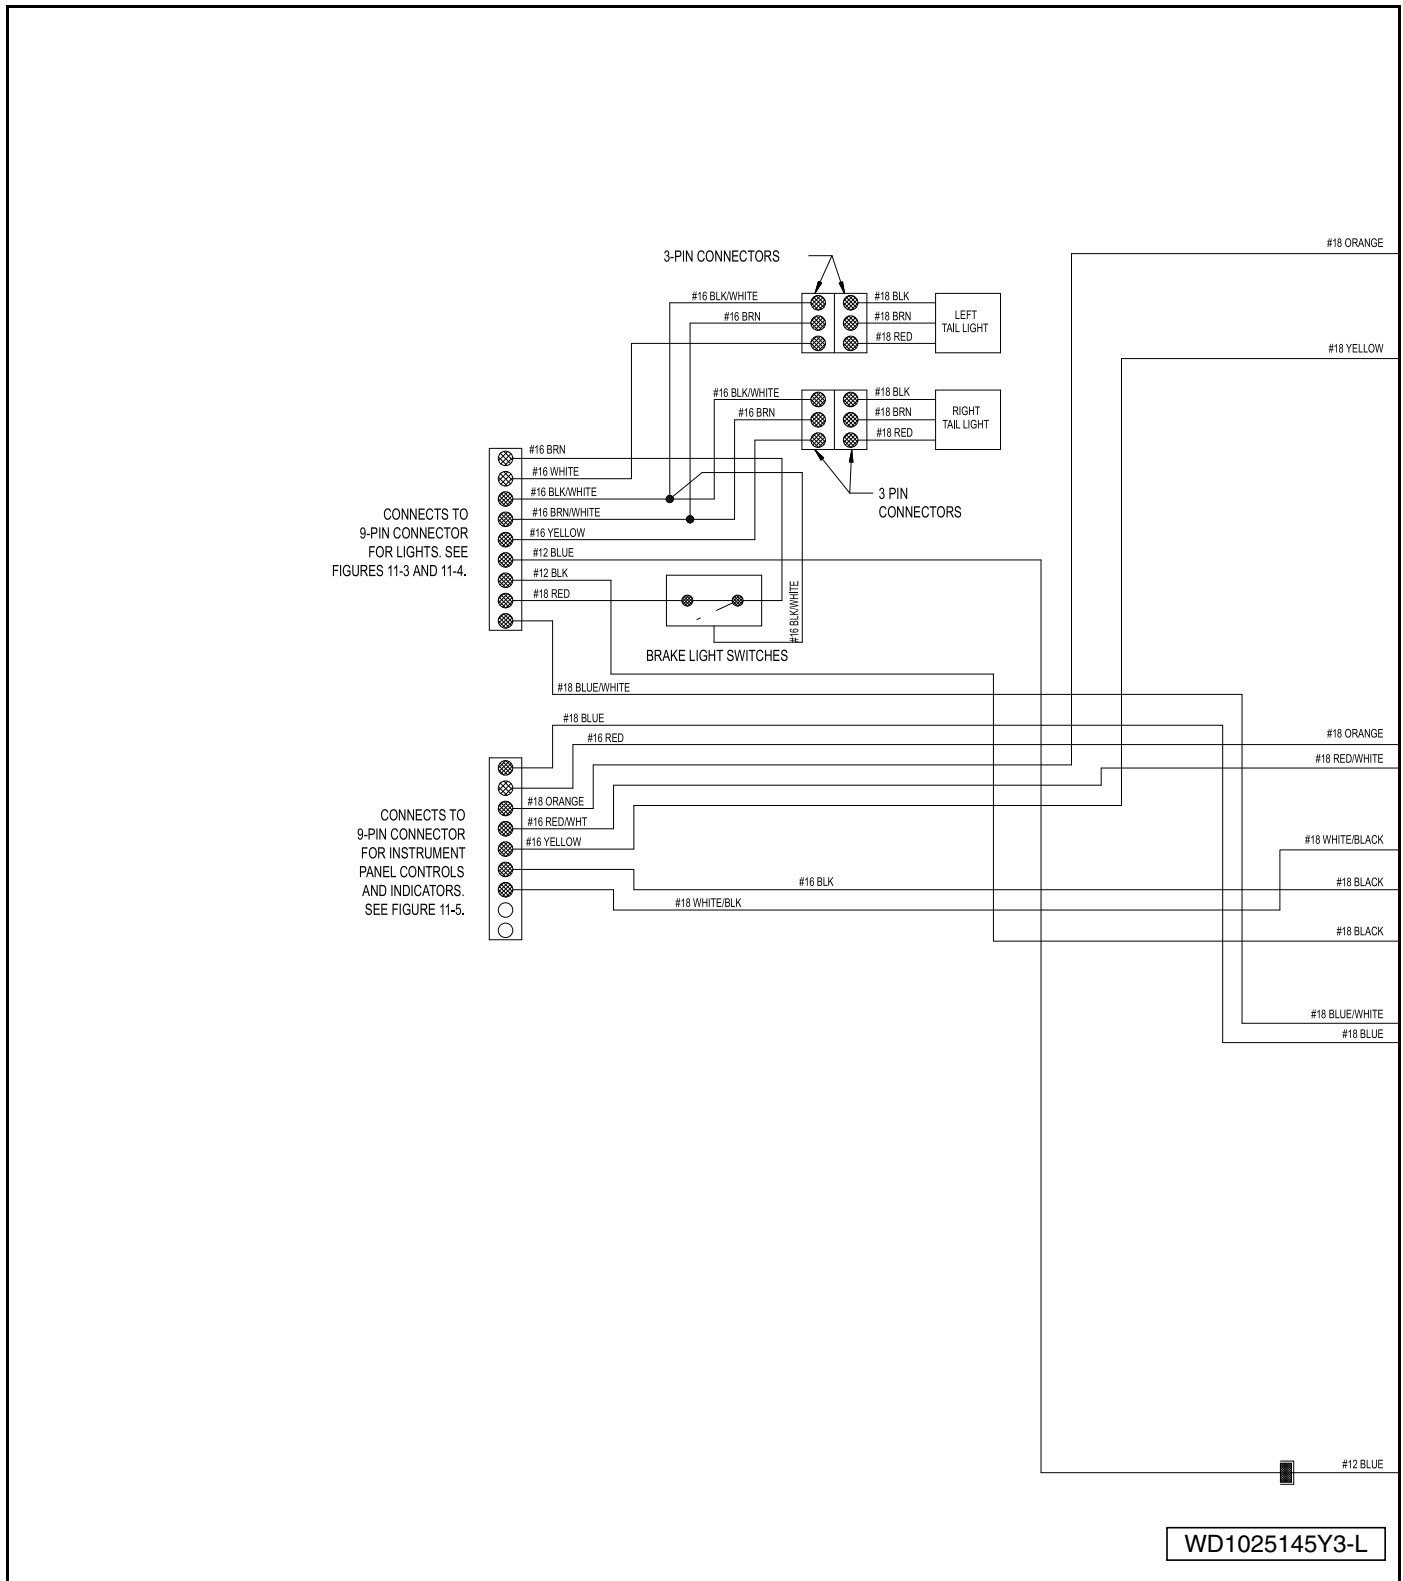 #18 ORANGE
3-PIN CONNECTORS
#16 BLK/WHITE
#18 BLK
#16 BRN
#18 BRN
LEFT
TAIL LIGHT
#18 RED
#18 YELLOW
#16 BLK/WHITE
#18 BLK
#16 BRN
#18 BRN
RIGHT
TAIL LIGHT
#18 RED
#16 BRN
#16 WHITE
#16 BLK/WHITE
3 PIN
CONNECTORS
CONNECTS TO
9-PIN CONNECTOR
FOR LIGHTS. SEE
FIGURES 11-3 AND 11-4.
#16 BRN/WHITE
#16 YELLOW
#12 BLUE
#12 BLK
#18 RED
#16 BLK/WHITE
BRAKE LIGHT SWITCHES
#18 BLUE/WHITE
#18 BLUE
#16 RED
#18 ORANGE
#18 RED/WHITE
CONNECTS TO
9-PIN CONNECTOR
FOR INSTRUMENT
PANEL CONTROLS
AND INDICATORS.
SEE FIGURE 11-5.
#18 ORANGE
#16 RED/WHT
#16 YELLOW
#18 WHITE/BLACK
#16 BLK
#18 BLACK
#18 WHITE/BLK
#18 BLACK
#18 BLUE/WHITE
#18 BLUE
#12 BLUE
WD1025145Y3-L